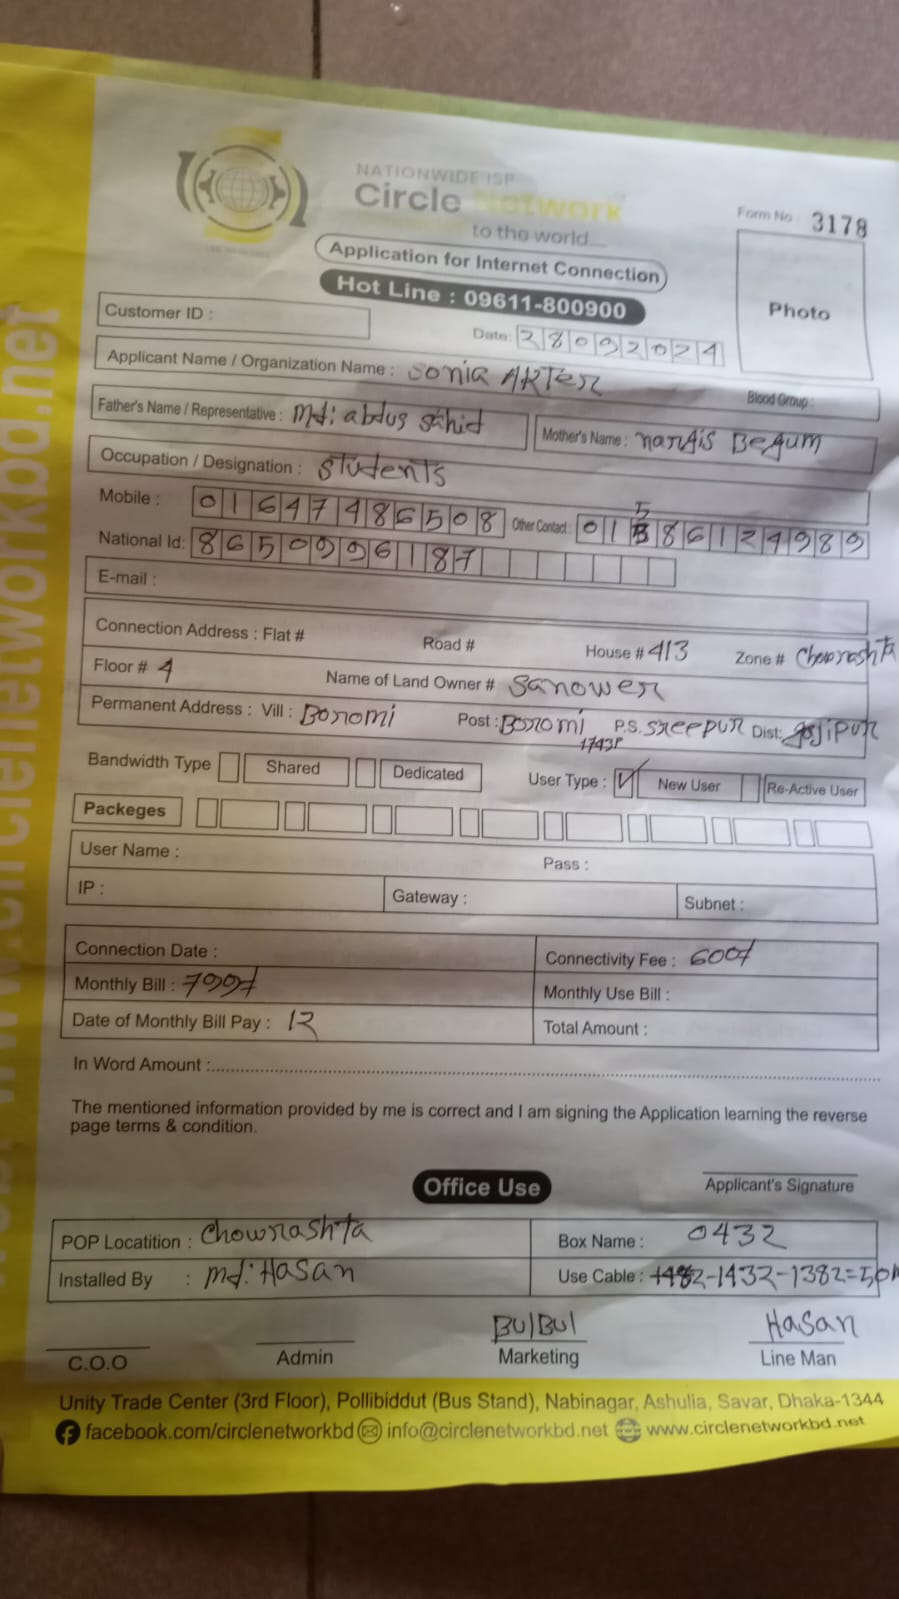 www.circlenetworkbd.net
NATIONWIDE ISP
Circle Network
to the world...
Form No : 3178
Application for Internet Connection
Hot Line : 09611-800900
Photo
Customer ID :
Date: 28092024
Applicant Name / Organization Name : Sonia AKTER
Blood Group :
Father's Name / Representative : Md: abdus sahid
Mother's Name : nargis Begum
Occupation / Designation : Students
Mobile : 01647486508 Other Contact : 01586124989
National Id: 8650996187
E-mail :
Connection Address : Flat # Road # House # 413 Zone # Chowrashta
Floor # 4 Name of Land Owner # Sanower
Permanent Address : Vill : Boromi Post : Boromi P.S. Sreepur Dist: gajipur
Bandwidth Type Shared Dedicated User Type : ✓ New User Re-Active User
Packeges
User Name : Pass :
IP : Gateway : Subnet :
Connection Date : Connectivity Fee : 600/
Monthly Bill : 799/ Monthly Use Bill :
Date of Monthly Bill Pay : 12 Total Amount :
In Word Amount :
The mentioned information provided by me is correct and I am signing the Application learning the reverse
page terms & condition.
Applicant's Signature
Office Use
POP Locatition : Chowrashta Box Name : 0432
Installed By : Md: Hasan Use Cable : 1432-1382=50
BulBul Hasan
C.O.O Admin Marketing Line Man
Unity Trade Center (3rd Floor), Pollibiddut (Bus Stand), Nabinagar, Ashulia, Savar, Dhaka-1344
facebook.com/circlenetworkbd info@circlenetworkbd.net www.circlenetworkbd.net